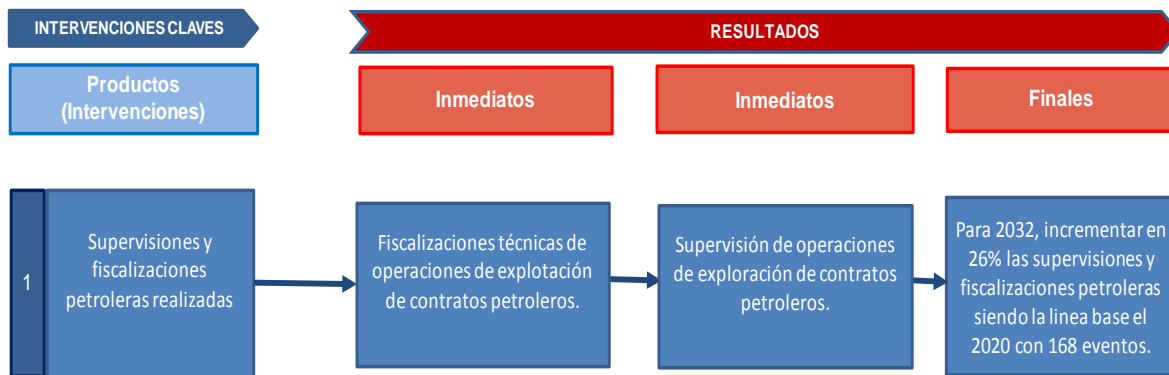 INTERVENCIONES CLAVES
RESULTADOS
Productos
(Intervenciones)
Inmediatos
Inmediatos
Finales
1
Supervisiones y
fiscalizaciones
petroleras realizadas
Fiscalizaciones técnicas de
operaciones de explotación
de contratos petroleros.
Supervisión de operaciones
de exploración de contratos
petroleros.
Para 2032, incrementar en
26% las supervisiones y
fiscalizaciones petroleras
siendo la linea base el
2020 con 168 eventos.